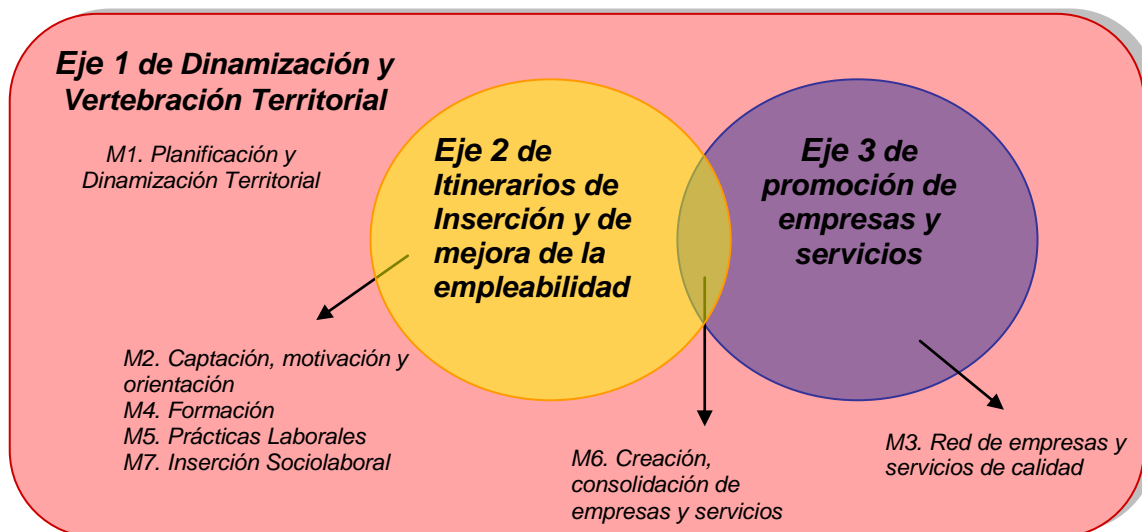 Eje 1 de Dinamización y
Vertebración Territorial
M1. Planificación y
Dinamización Territorial
Eje 2 de
Itinerarios de
Inserción y de
mejora de la
empleabilidad
Eje 3 de
promoción de
empresas y
servicios
M2. Captación, motivación y
orientación
M4. Formación
M5. Prácticas Laborales
M7. Inserción Sociolaboral
M6. Creación,
consolidación de
empresas y servicios
M3. Red de empresas y
servicios de calidad